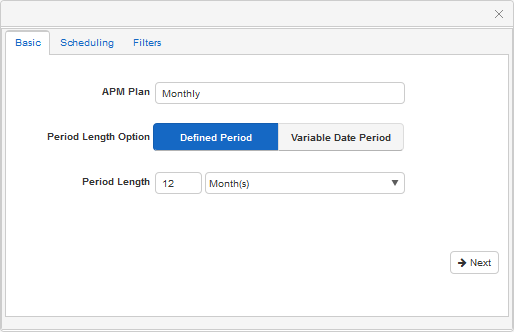 Basic Scheduling Filters
APM Plan Monthly
Period Length Option Defined Period Variable Date Period
Period Length 12 Month(s)
Next